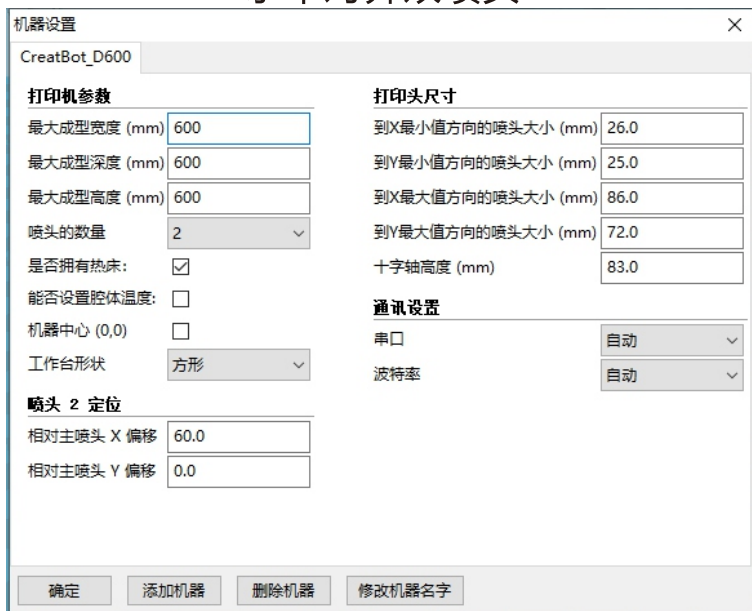 机器设置
CreatBot_D600
打印机参数
最大成型宽度 (mm) 600
最大成型深度 (mm) 600
最大成型高度 (mm) 600
喷头的数量 2
是否拥有热床:
能否设置腔体温度:
机器中心 (0,0)
工作台形状 方形
喷头 2 定位
相对主喷头 X 偏移 60.0
相对主喷头 Y 偏移 0.0
打印头尺寸
到X最小值方向的喷头大小 (mm) 26.0
到Y最小值方向的喷头大小 (mm) 25.0
到X最大值方向的喷头大小 (mm) 86.0
到Y最大值方向的喷头大小 (mm) 72.0
十字轴高度 (mm) 83.0
通讯设置
串口 自动
波特率 自动
确定 添加机器 删除机器 修改机器名字